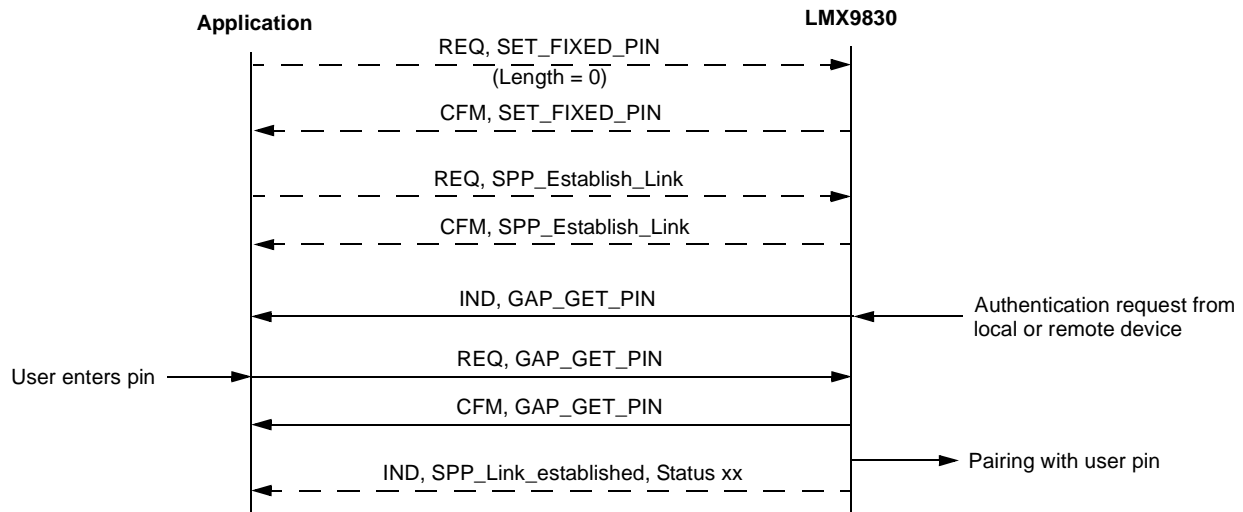 Application
LMX9830
REQ, SET_FIXED_PIN
(Length = 0)
CFM, SET_FIXED_PIN
REQ, SPP_Establish_Link
CFM, SPP_Establish_Link
IND, GAP_GET_PIN
Authentication request from
local or remote device
User enters pin
REQ, GAP_GET_PIN
CFM, GAP_GET_PIN
Pairing with user pin
IND, SPP_Link_established, Status xx